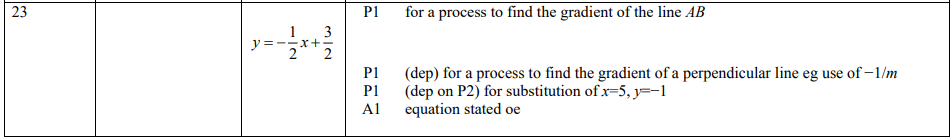 23
P1 for a process to find the gradient of the line AB
y = −1/2 x + 3/2
P1 (dep) for a process to find the gradient of a perpendicular line eg use of −1/m
P1 (dep on P2) for substitution of x=5, y=−1
A1 equation stated oe